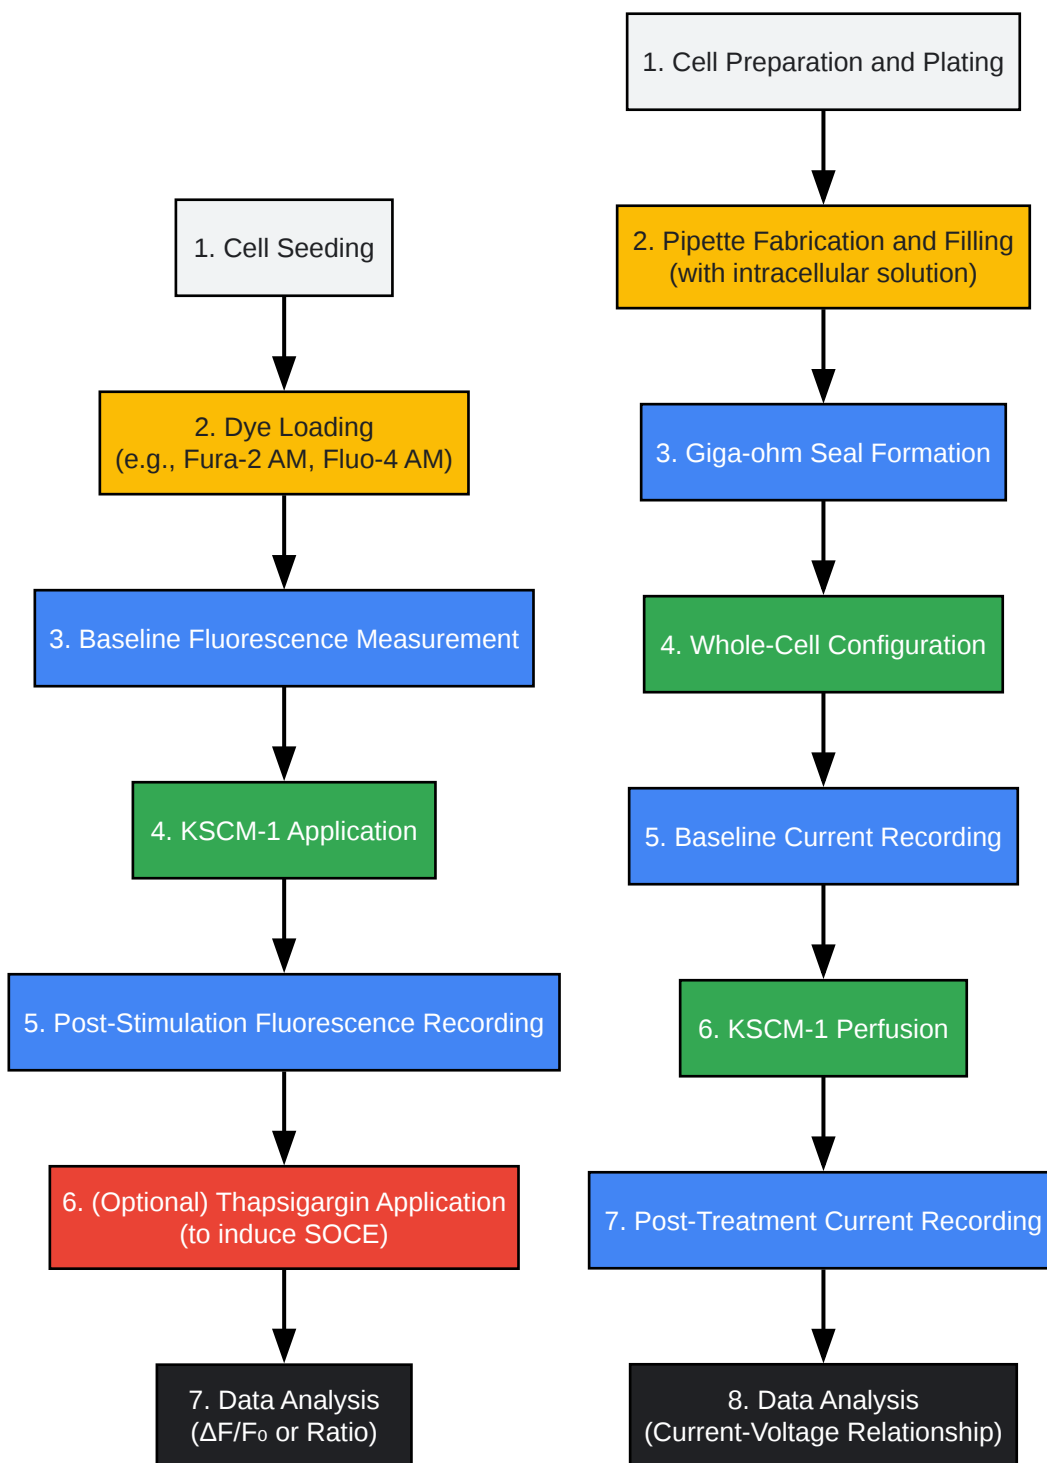 1. Cell Seeding
2. Dye Loading
(e.g., Fura-2 AM, Fluo-4 AM)
3. Baseline Fluorescence Measurement
4. KSCM-1 Application
5. Post-Stimulation Fluorescence Recording
6. (Optional) Thapsigargin Application
(to induce SOCE)
7. Data Analysis
(ΔF/F₀ or Ratio)
1. Cell Preparation and Plating
2. Pipette Fabrication and Filling
(with intracellular solution)
3. Giga-ohm Seal Formation
4. Whole-Cell Configuration
5. Baseline Current Recording
6. KSCM-1 Perfusion
7. Post-Treatment Current Recording
8. Data Analysis
(Current-Voltage Relationship)